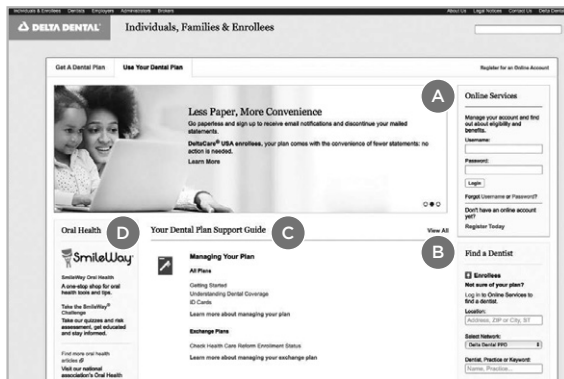 Individuals & Enrollees Dentists Employers Administrators Brokers
About Us Legal Notices Contact Us Delta Dental
DELTA DENTAL
Individuals, Families & Enrollees
Get A Dental Plan
Use Your Dental Plan
Register for an Online Account
Less Paper, More Convenience
Go paperless and sign up to receive email notifications and discontinue your mailed
statements.
DeltaCare® USA enrollees, your plan comes with the convenience of fewer statements: no
action is needed.
Learn More
A
Online Services
Manage your account and find
out about eligibility and
benefits.
Username:
Password:
Login
Forgot Username or Password?
Don't have an online account
yet?
Register Today
Oral Health
D
SmileWay®
SmileWay Oral Health
A one-stop shop for oral
health tools and tips.
Take the SmileWay®
Challenge
Take our quizzes and risk
assessment, get educated
and stay informed.
Find more oral health
articles
Visit our national
association's Oral Health
Your Dental Plan Support Guide
C
View All
Managing Your Plan
All Plans
Getting Started
Understanding Dental Coverage
ID Cards
Learn more about managing your plan
Exchange Plans
Check Health Care Reform Enrollment Status
Learn more about managing your exchange plan
B
Find a Dentist
Enrollees
Not sure of your plan?
Log in to Online Services to
find a dentist.
Location:
Address, ZIP or City, ST
Select Network:
Delta Dental PPO
Dental, Practice or Keyword:
Name, Practice...